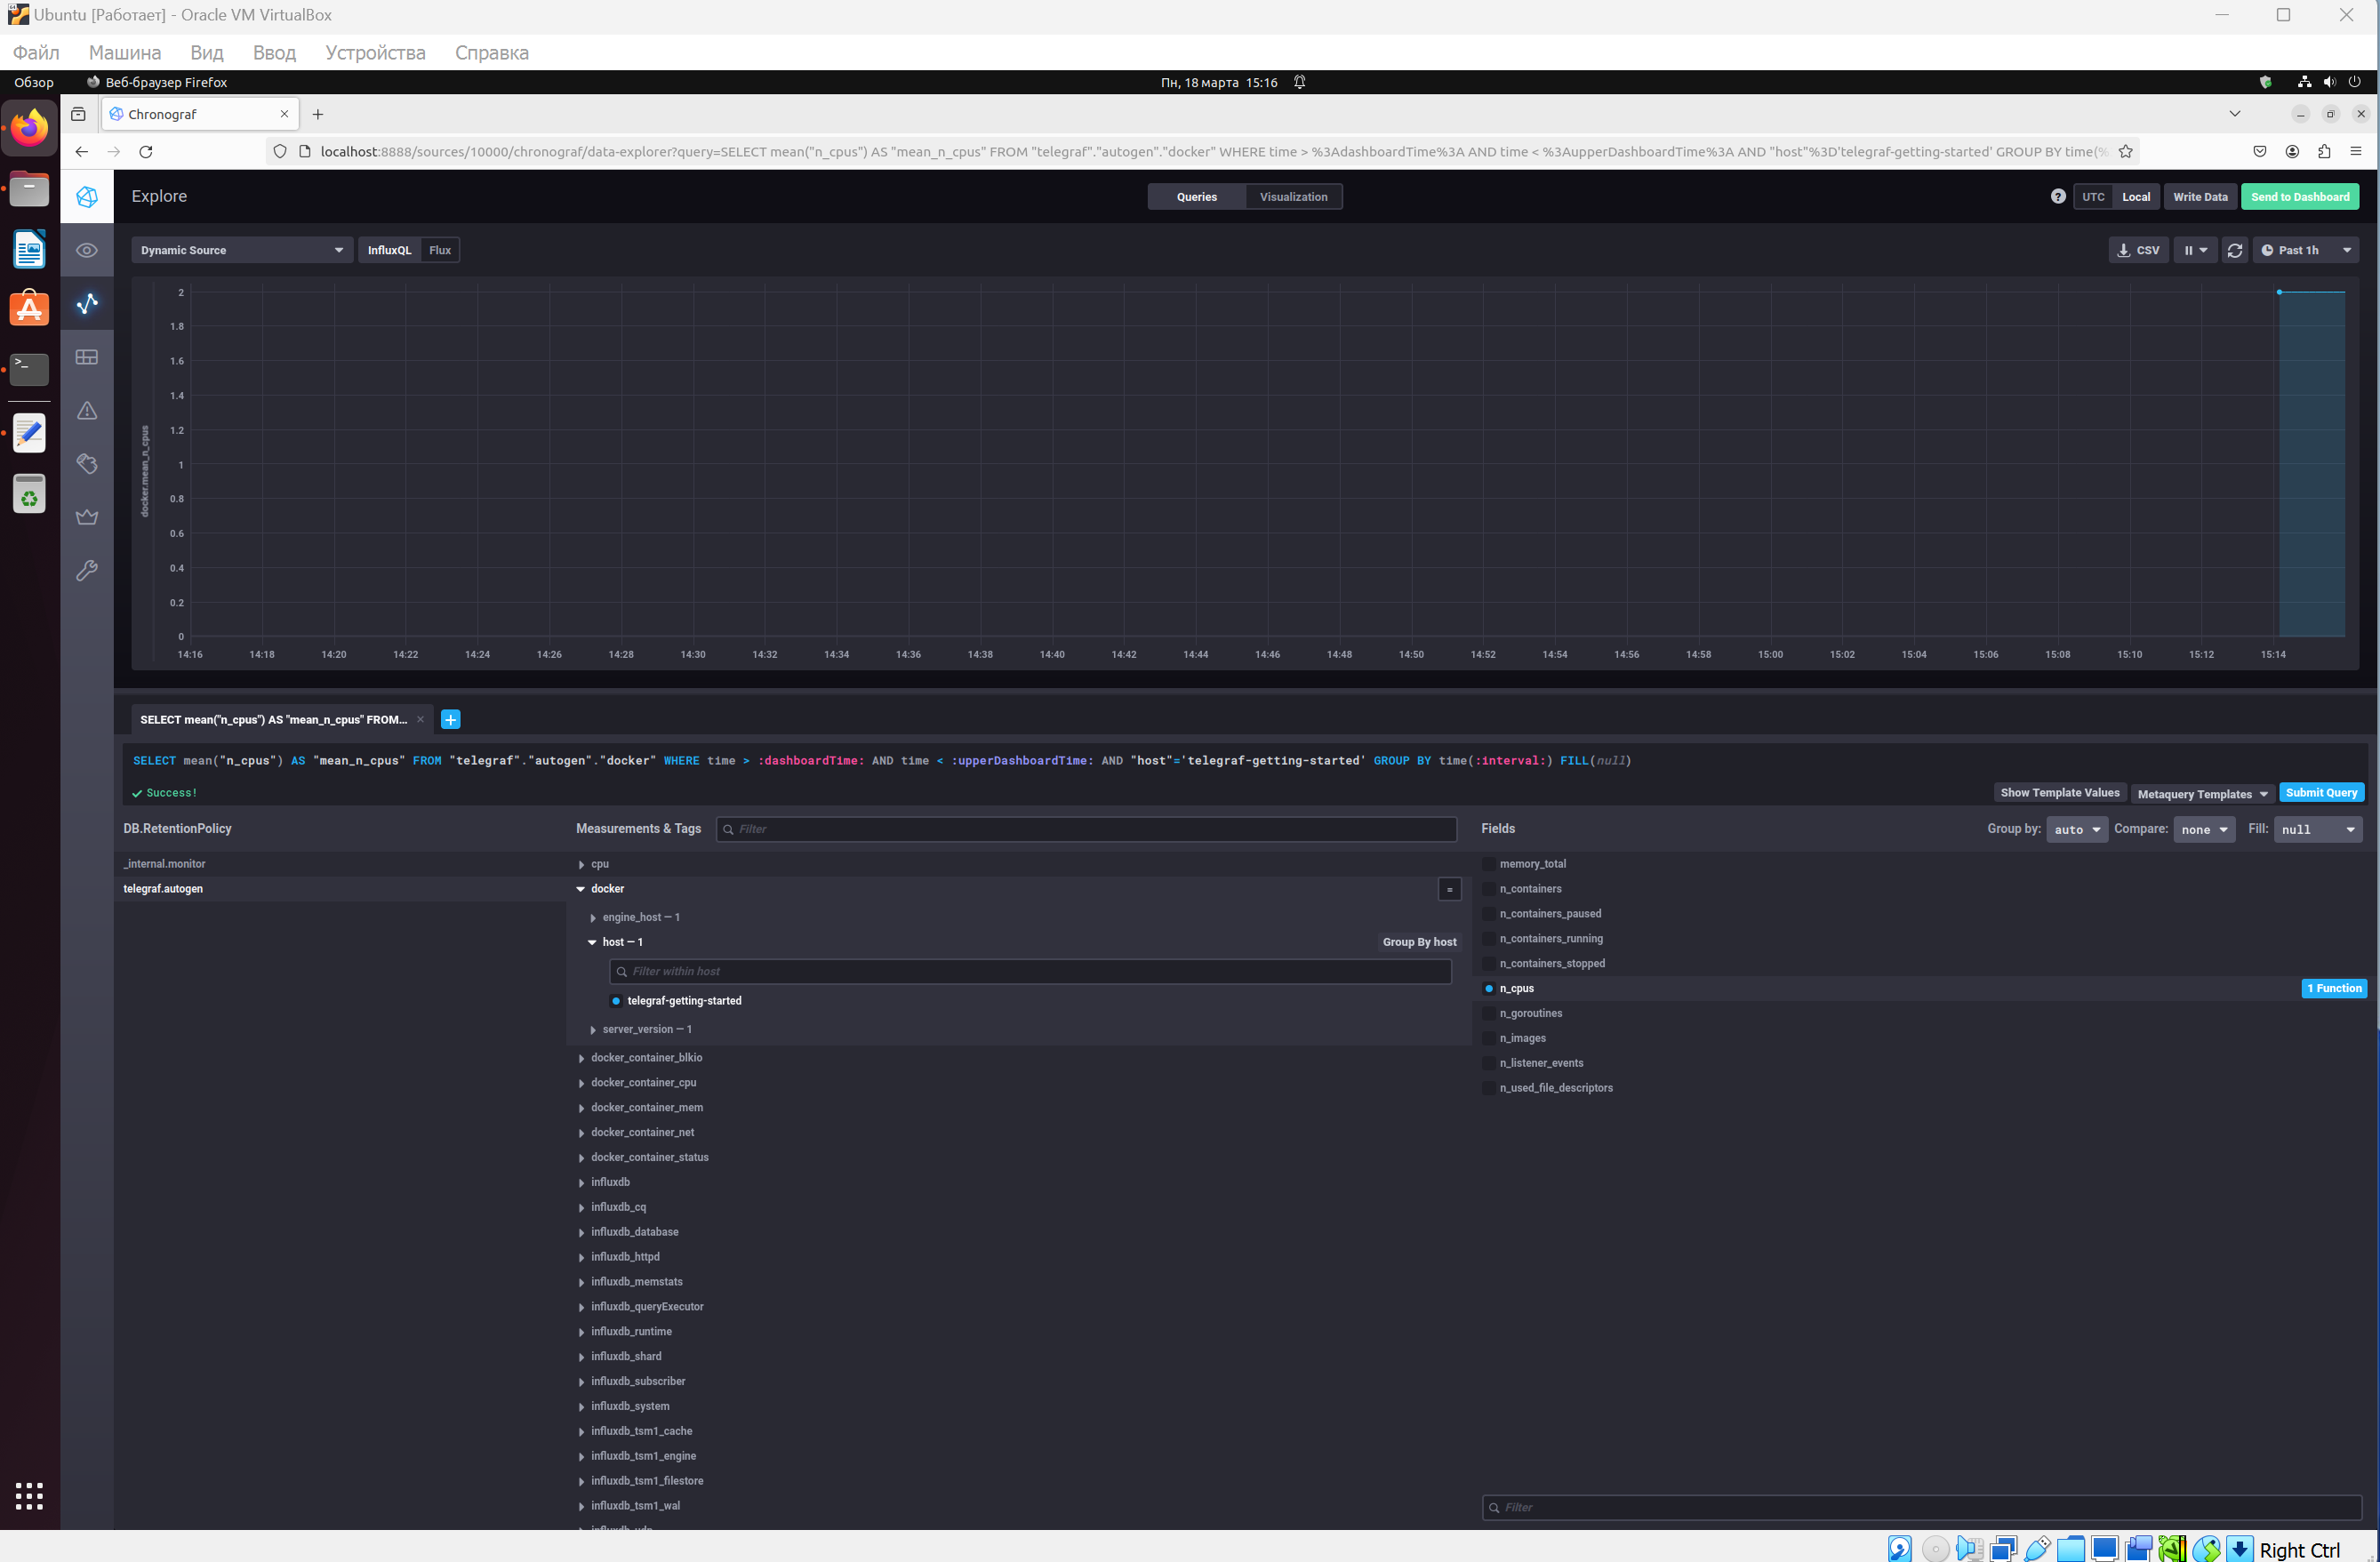 Ubuntu [Работает] - Oracle VM VirtualBox
Файл Машина Вид Ввод Устройства Справка
Обзор Веб-браузер Firefox Пн, 18 марта 15:16
Chronograf
localhost:8888/sources/10000/chronograf/data-explorer?query=SELECT mean("n_cpus") AS "mean_n_cpus" FROM "telegraf"."autogen"."docker" WHERE time > %3AdashboardTime%3A AND time < %3AupperDashboardTime%3A AND "host"%3D'telegraf-getting-started' GROUP BY time(%
Explore Queries Visualization ? UTC Local Write Data Send to Dashboard
Dynamic Source InfluxQL Flux CSV Past 1h
docker.mean_n_cpus
2
1.8
1.6
1.4
1.2
1
0.8
0.6
0.4
0.2
0
14:16 14:18 14:20 14:22 14:24 14:26 14:28 14:30 14:32 14:34 14:36 14:38 14:40 14:42 14:44 14:46 14:48 14:50 14:52 14:54 14:56 14:58 15:00 15:02 15:04 15:06 15:08 15:10 15:12 15:14
SELECT mean("n_cpus") AS "mean_n_cpus" FROM...
SELECT mean("n_cpus") AS "mean_n_cpus" FROM "telegraf"."autogen"."docker" WHERE time > :dashboardTime: AND time < :upperDashboardTime: AND "host"='telegraf-getting-started' GROUP BY time(:interval:) FILL(null)
Success! Show Template Values Metaquery Templates Submit Query
DB.RetentionPolicy
_internal.monitor
telegraf.autogen
Measurements & Tags Filter
cpu
docker =
engine_host — 1
host — 1 Group By host
Filter within host
telegraf-getting-started
server_version — 1
docker_container_blkio
docker_container_cpu
docker_container_mem
docker_container_net
docker_container_status
influxdb
influxdb_cq
influxdb_database
influxdb_httpd
influxdb_memstats
influxdb_queryExecutor
influxdb_runtime
influxdb_shard
influxdb_subscriber
influxdb_system
influxdb_tsm1_cache
influxdb_tsm1_engine
influxdb_tsm1_filestore
influxdb_tsm1_wal
Fields Group by: auto Compare: none Fill: null
memory_total
n_containers
n_containers_paused
n_containers_running
n_containers_stopped
n_cpus 1 Function
n_goroutines
n_images
n_listener_events
n_used_file_descriptors
Filter
Right Ctrl